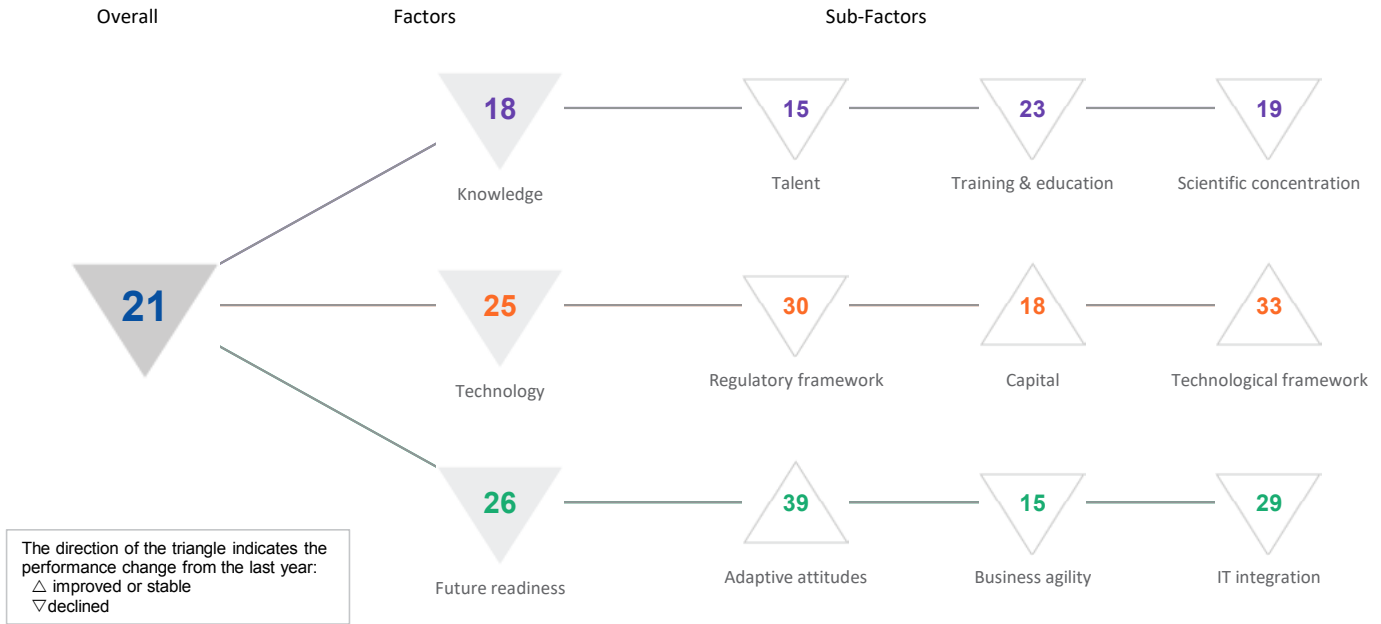 Overall
Factors
Sub-Factors
18
15
23
19
Knowledge
Talent
Training & education
Scientific concentration
21
25
30
18
33
Technology
Regulatory framework
Capital
Technological framework
26
39
15
29
Future readiness
Adaptive attitudes
Business agility
IT integration
The direction of the triangle indicates the
performance change from the last year:
△ improved or stable
▽declined